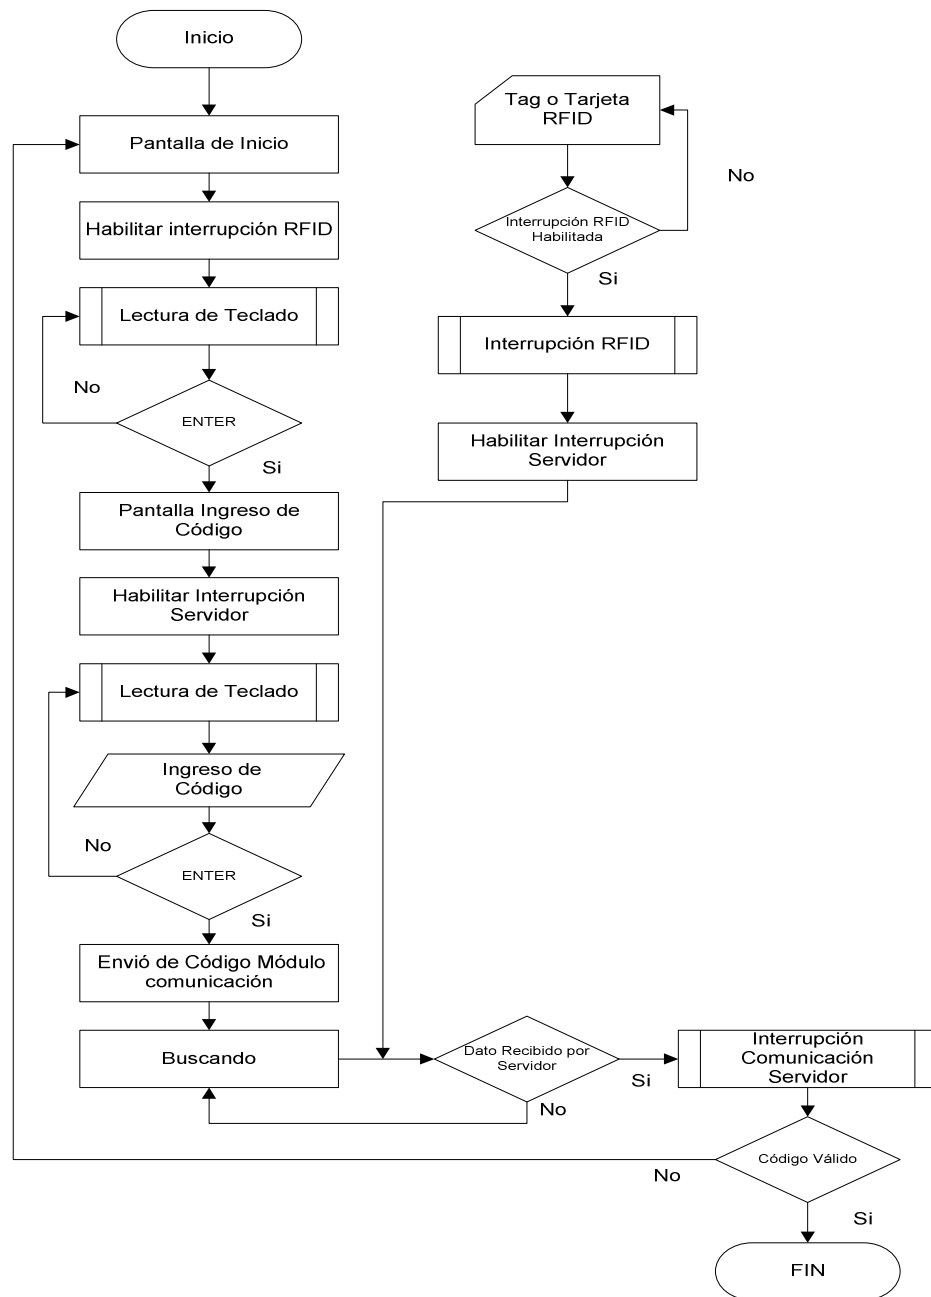 Inicio
Pantalla de Inicio
Habilitar interrupción RFID
Lectura de Teclado
No
ENTER
Si
Pantalla Ingreso de
Código
Habilitar Interrupción
Servidor
Lectura de Teclado
Ingreso de
Código
No
ENTER
Si
Envió de Código Módulo
comunicación
Buscando
Tag o Tarjeta
RFID
No
Interrupción RFID
Habilitada
Si
Interrupción RFID
Habilitar Interrupción
Servidor
Dato Recibido por
Servidor
Si
No
Interrupción
Comunicación
Servidor
Código Válido
No
Si
FIN